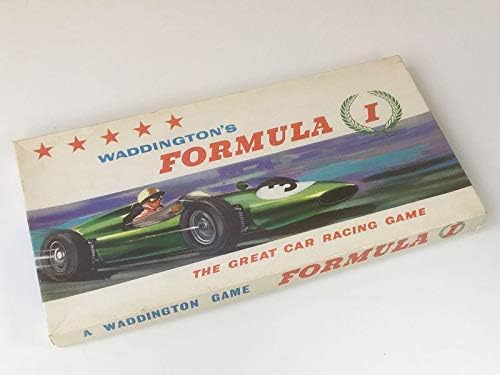 WADDINGTON'S
FORMULA I
3
THE GREAT CAR RACING GAME
A WADDINGTON GAME FORMULA I